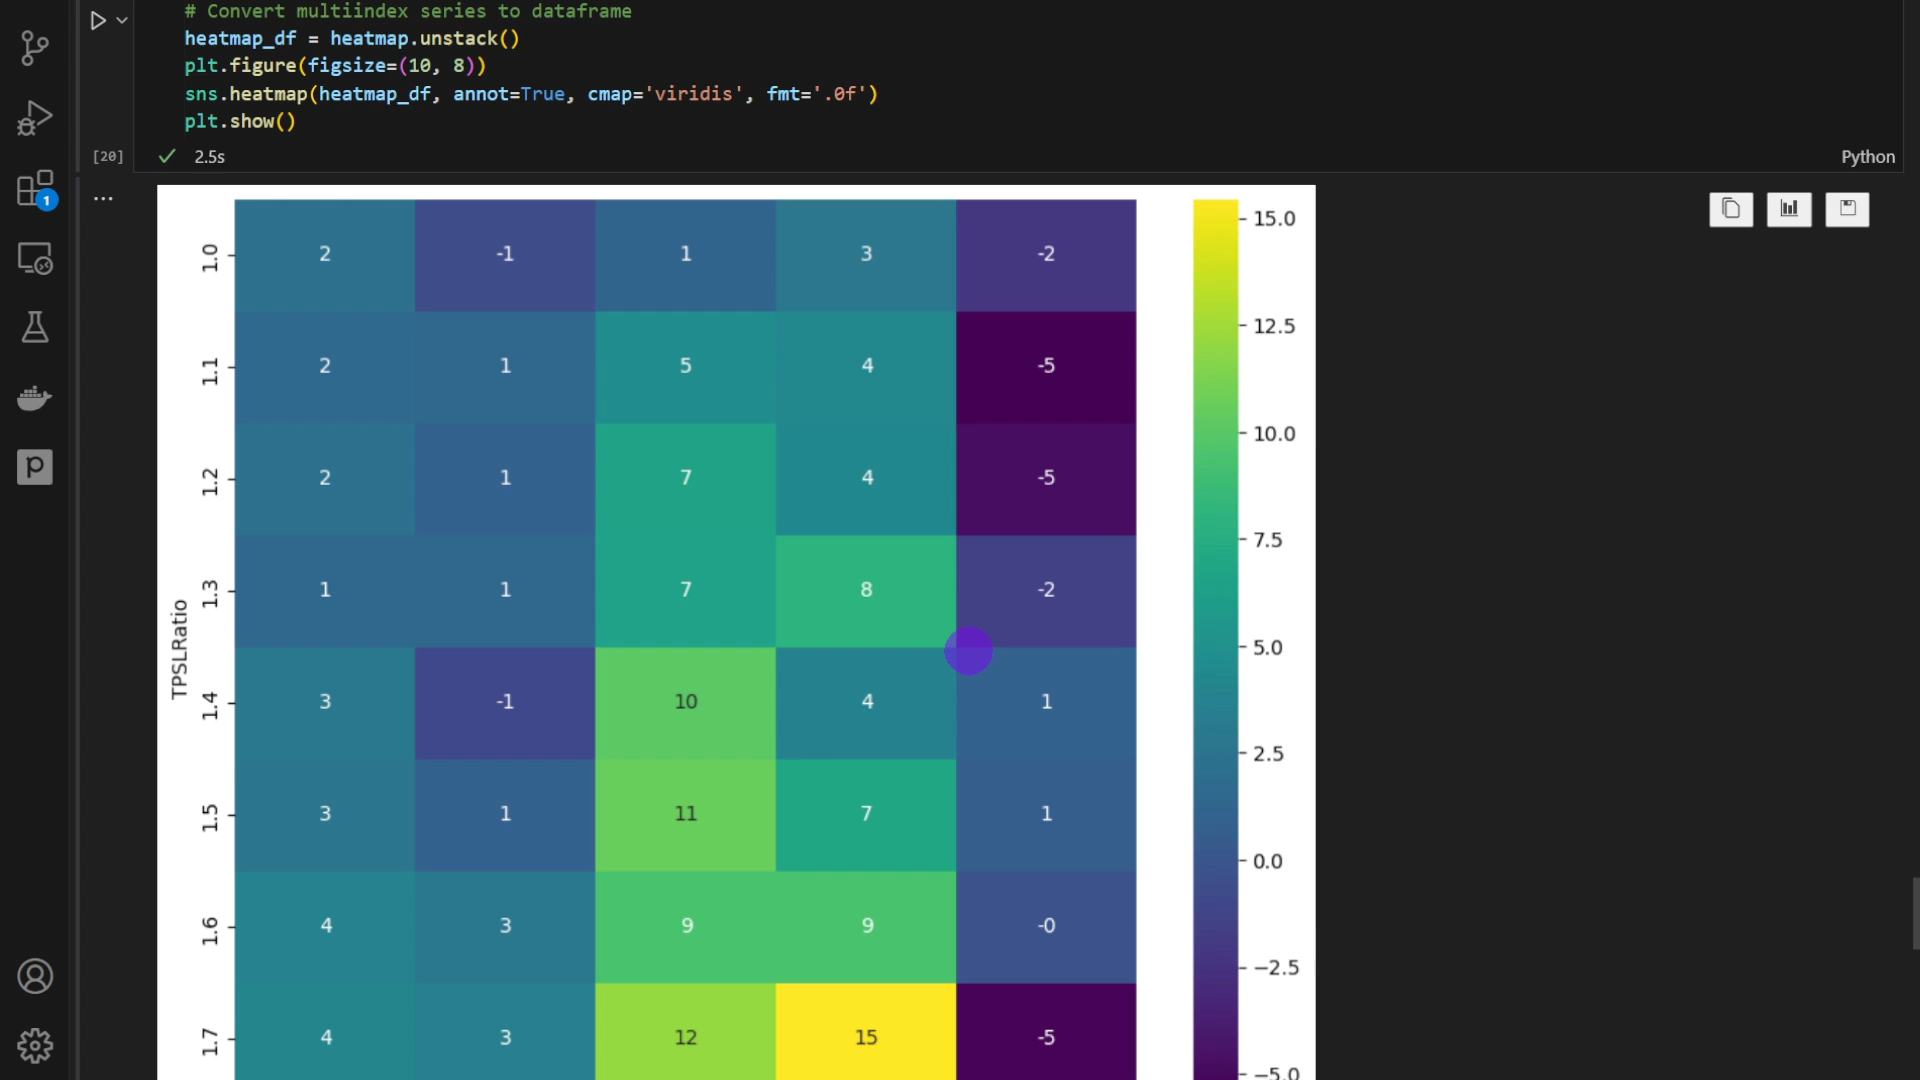 # Convert multiindex series to dataframe
heatmap_df = heatmap.unstack()
plt.figure(figsize=(10, 8))
sns.heatmap(heatmap_df, annot=True, cmap='viridis', fmt='.0f')
plt.show()
[20] 2.5s Python
1
...
15.0
12.5
10.0
7.5
5.0
2.5
0.0
−2.5
−5.0
TPSLRatio
1.0 2 -1 1 3 -2
1.1 2 1 5 4 -5
1.2 2 1 7 4 -5
1.3 1 1 7 8 -2
1.4 3 -1 10 4 1
1.5 3 1 11 7 1
1.6 4 3 9 9 -0
1.7 4 3 12 15 -5